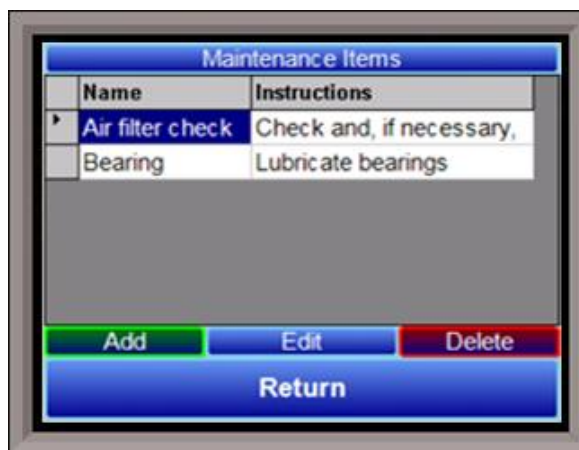 Maintenance Items
Name Instructions
Air filter check Check and, if necessary,
Bearing Lubricate bearings
Add Edit Delete
Return